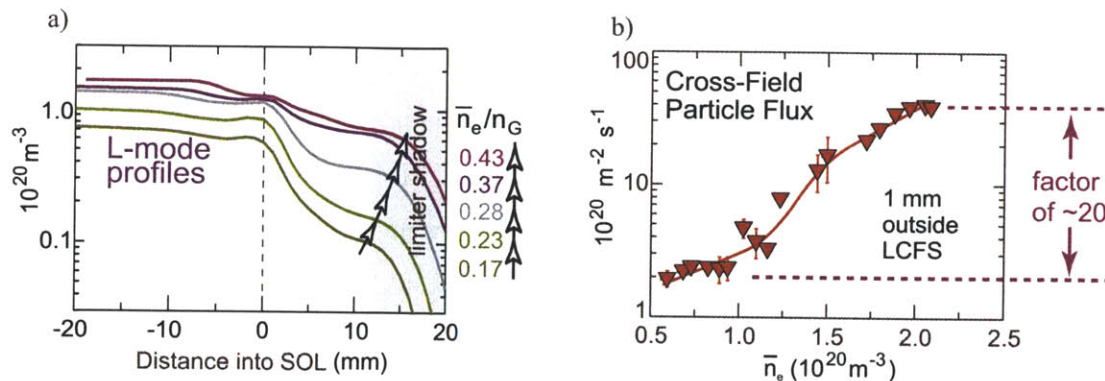 a)
10^20 m^-3
1.0
0.1
L-mode
profiles
limiter shadow
n̅e/nG
0.43
0.37
0.28
0.23
0.17
-20
-10
0
10
20
Distance into SOL (mm)
b)
10^20 m^-2 s^-1
100
10
1
Cross-Field
Particle Flux
1 mm
outside
LCFS
factor
of ~20
0.5
1.0
1.5
2.0
2.5
n̅e (10^20 m^-3)